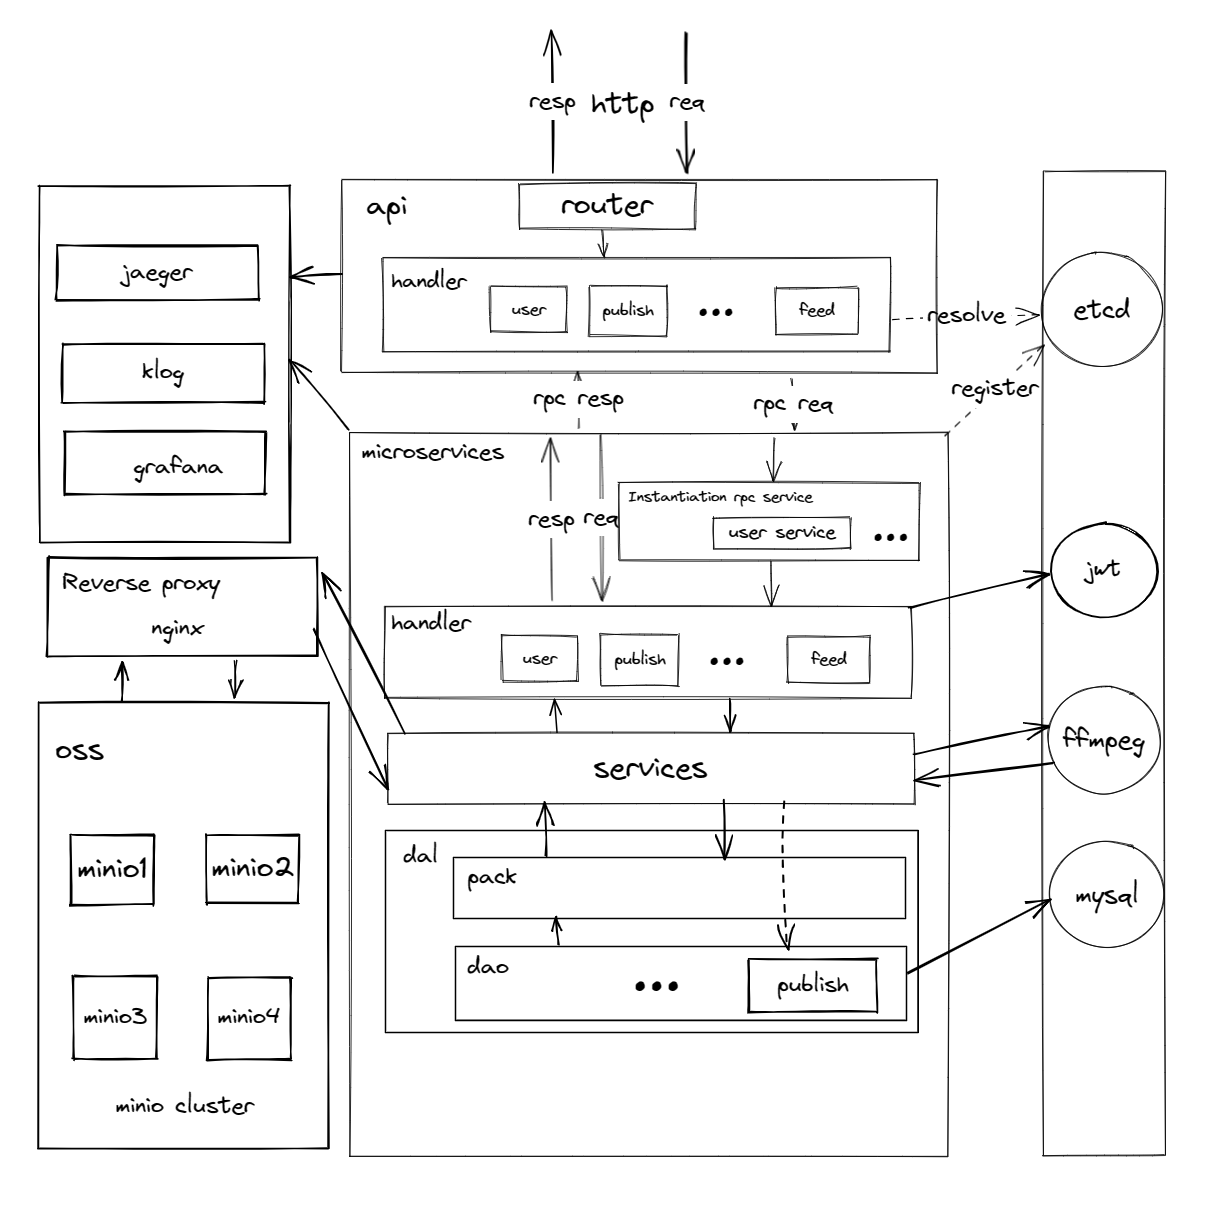 resp http req
api
router
handler
user
publish
...
feed
resolve
etcd
jaeger
klog
grafana
rpc resp
rpc req
register
microservices
Instantiation rpc service
user service
...
resp req
jwt
Reverse proxy
nginx
handler
user
publish
...
feed
services
ffmpeg
oss
minio1
minio2
minio3
minio4
minio cluster
dal
pack
dao
...
publish
mysql